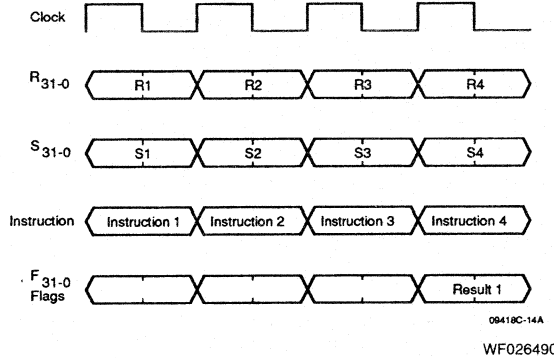 Clock
R31-0 R1 R2 R3 R4
S31-0 S1 S2 S3 S4
Instruction Instruction 1 Instruction 2 Instruction 3 Instruction 4
F31-0
Flags Result 1
09418C-14A
WF026490